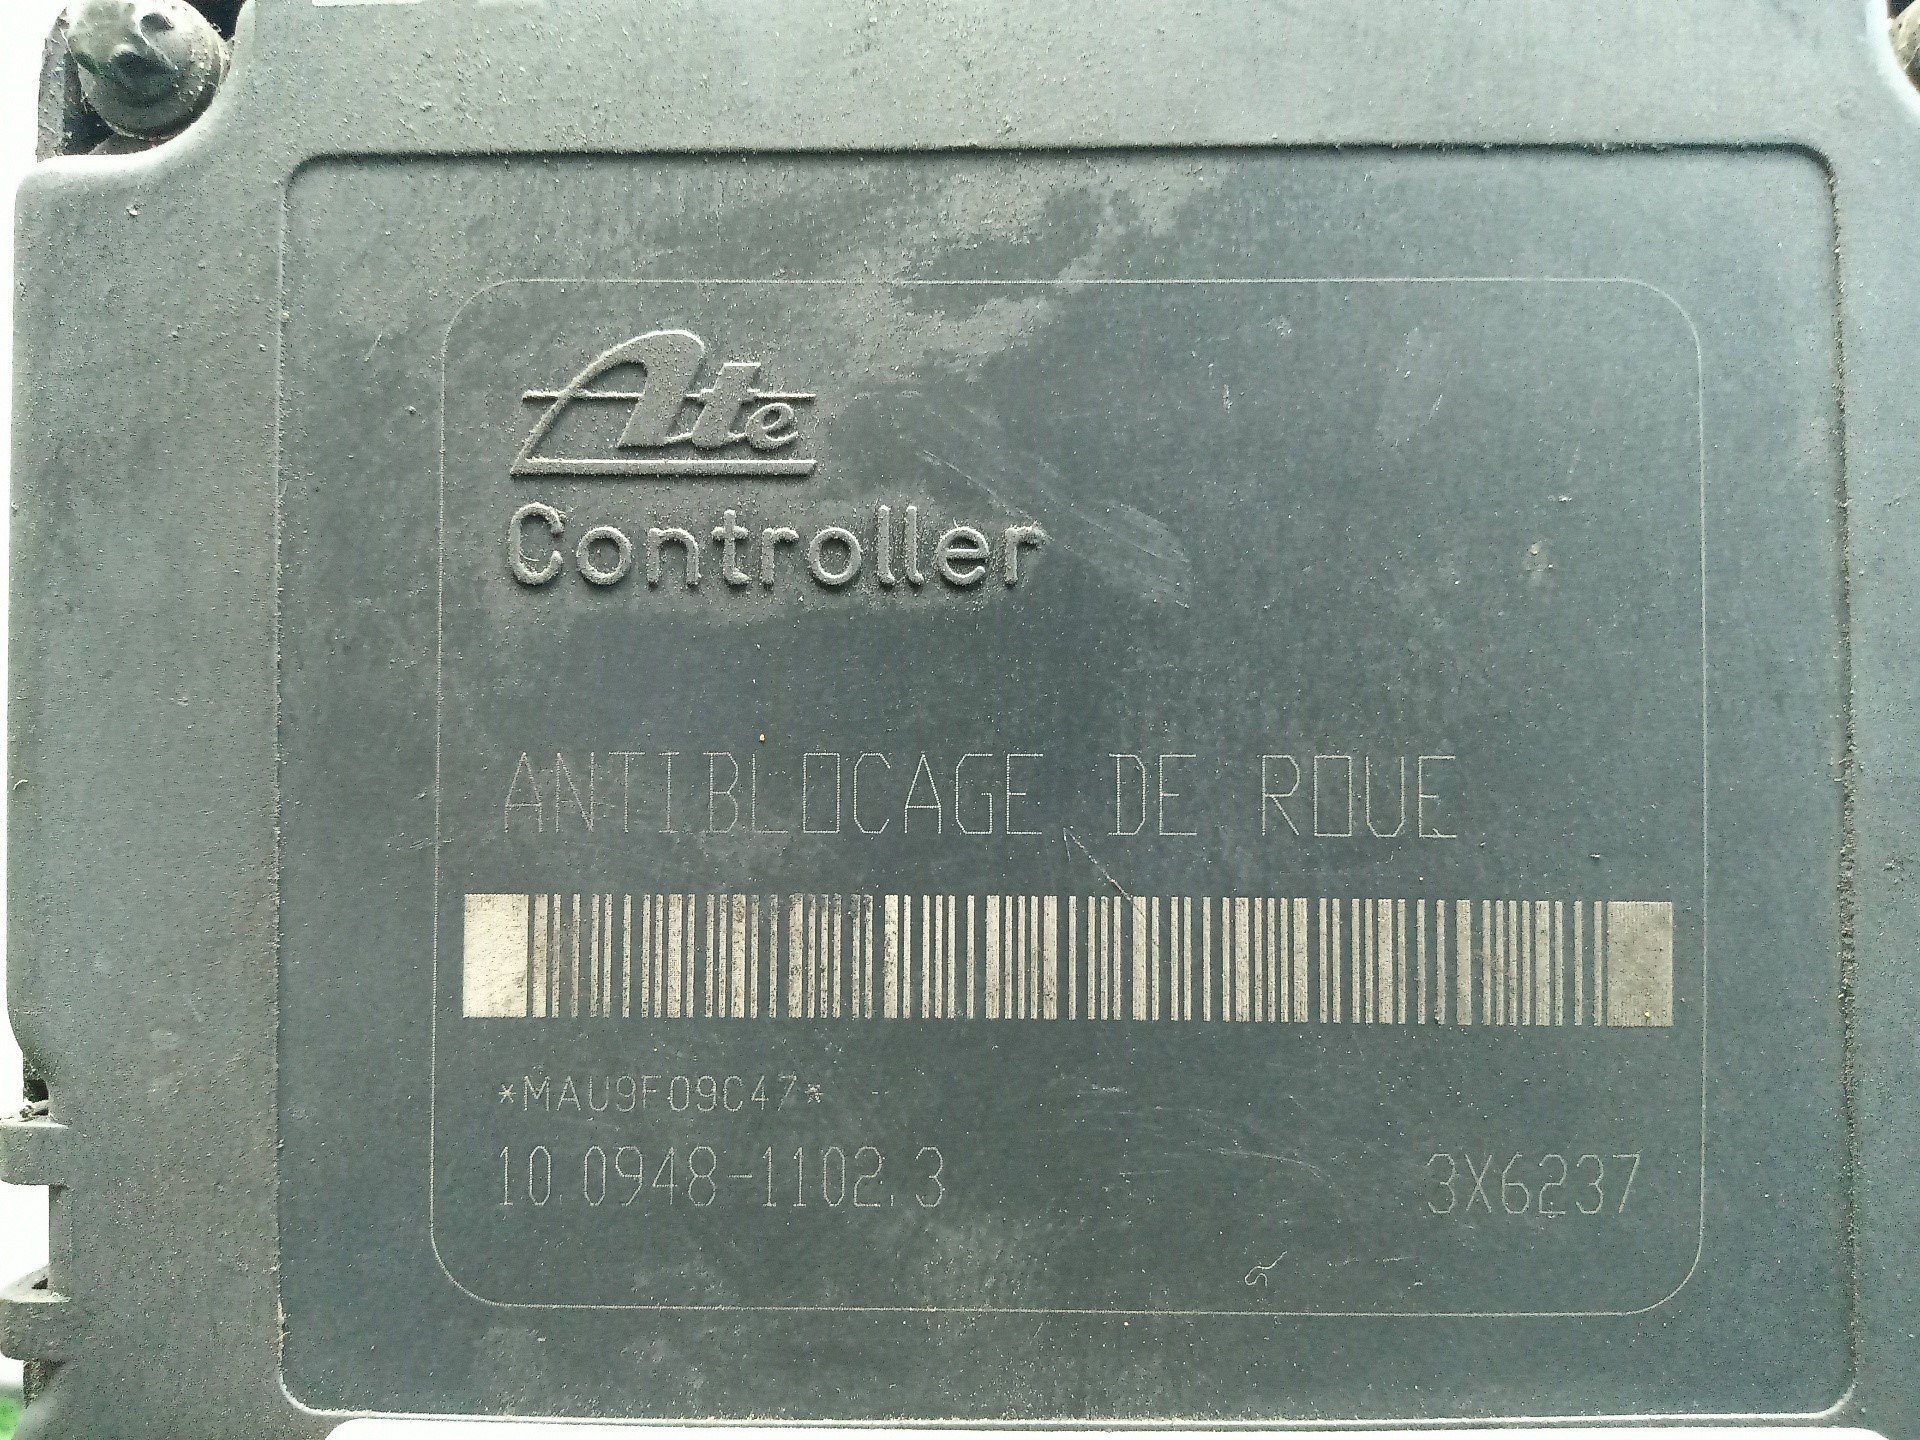 Ate
Controller
ANTIBLOCAGE DE ROUE
*MAU9F09C47*
10.0948-1102.3 3X6237